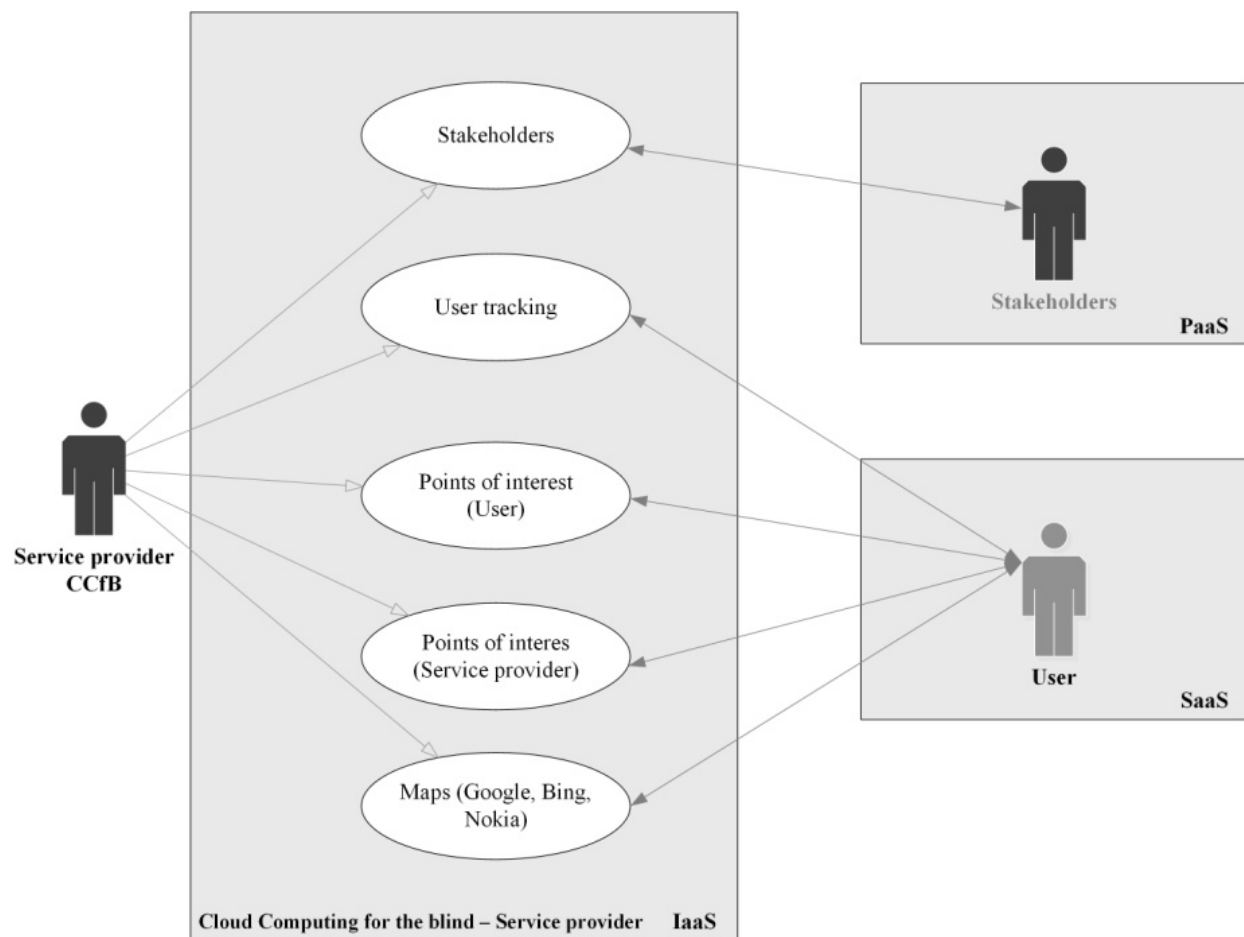 Stakeholders
User tracking
Points of interest
(User)
Points of interes
(Service provider)
Maps (Google, Bing,
Nokia)
Cloud Computing for the blind – Service provider IaaS
Service provider
CCfB
Stakeholders
PaaS
User
SaaS